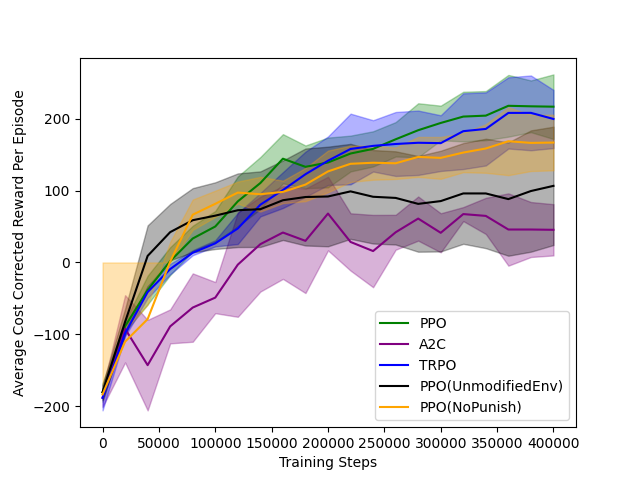 Average Cost Corrected Reward Per Episode
200
100
0
−100
−200
PPO
A2C
TRPO
PPO(UnmodifiedEnv)
PPO(NoPunish)
0 50000 100000 150000 200000 250000 300000 350000 400000
Training Steps